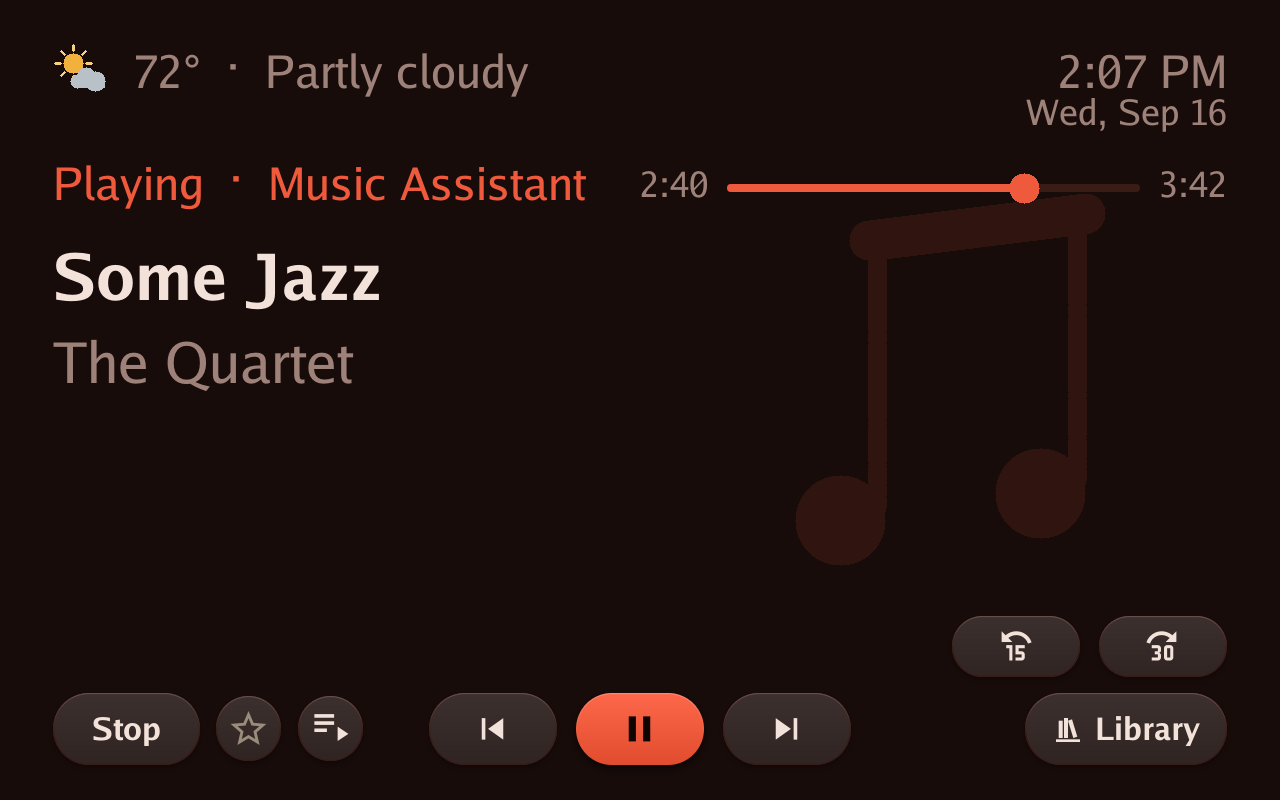 72° · Partly cloudy
2:07 PM
Wed, Sep 16
Playing · Music Assistant
2:40
3:42
Some Jazz
The Quartet
15
30
Stop
Library